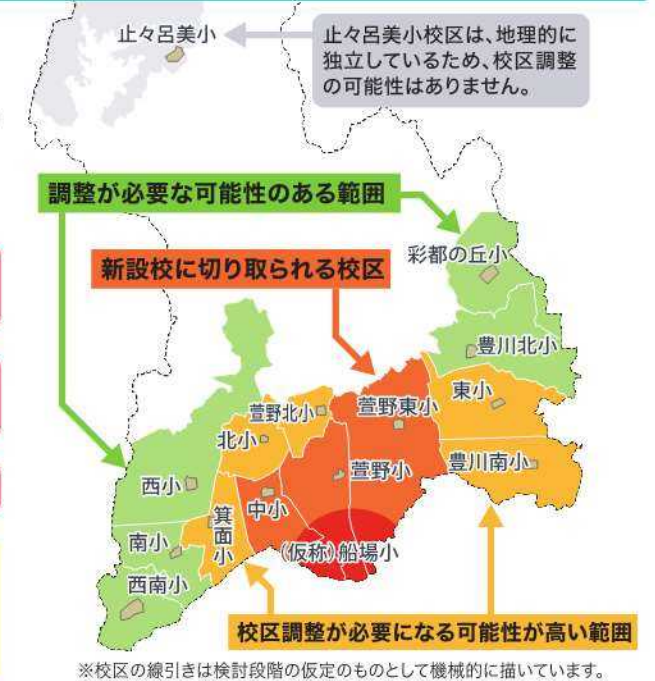 止々呂美小
止々呂美小校区は、地理的に
独立しているため、校区調整
の可能性はありません。
調整が必要な可能性のある範囲
新設校に切り取られる校区
彩都の丘小
豊川北小
東小
萱野東小
萱野北小
北小
豊川南小
萱野小
西小
中小
箕面小
南小
(仮称)船場小
西南小
校区調整が必要になる可能性が高い範囲
※校区の線引きは検討段階の仮定のものとして機械的に描いています。